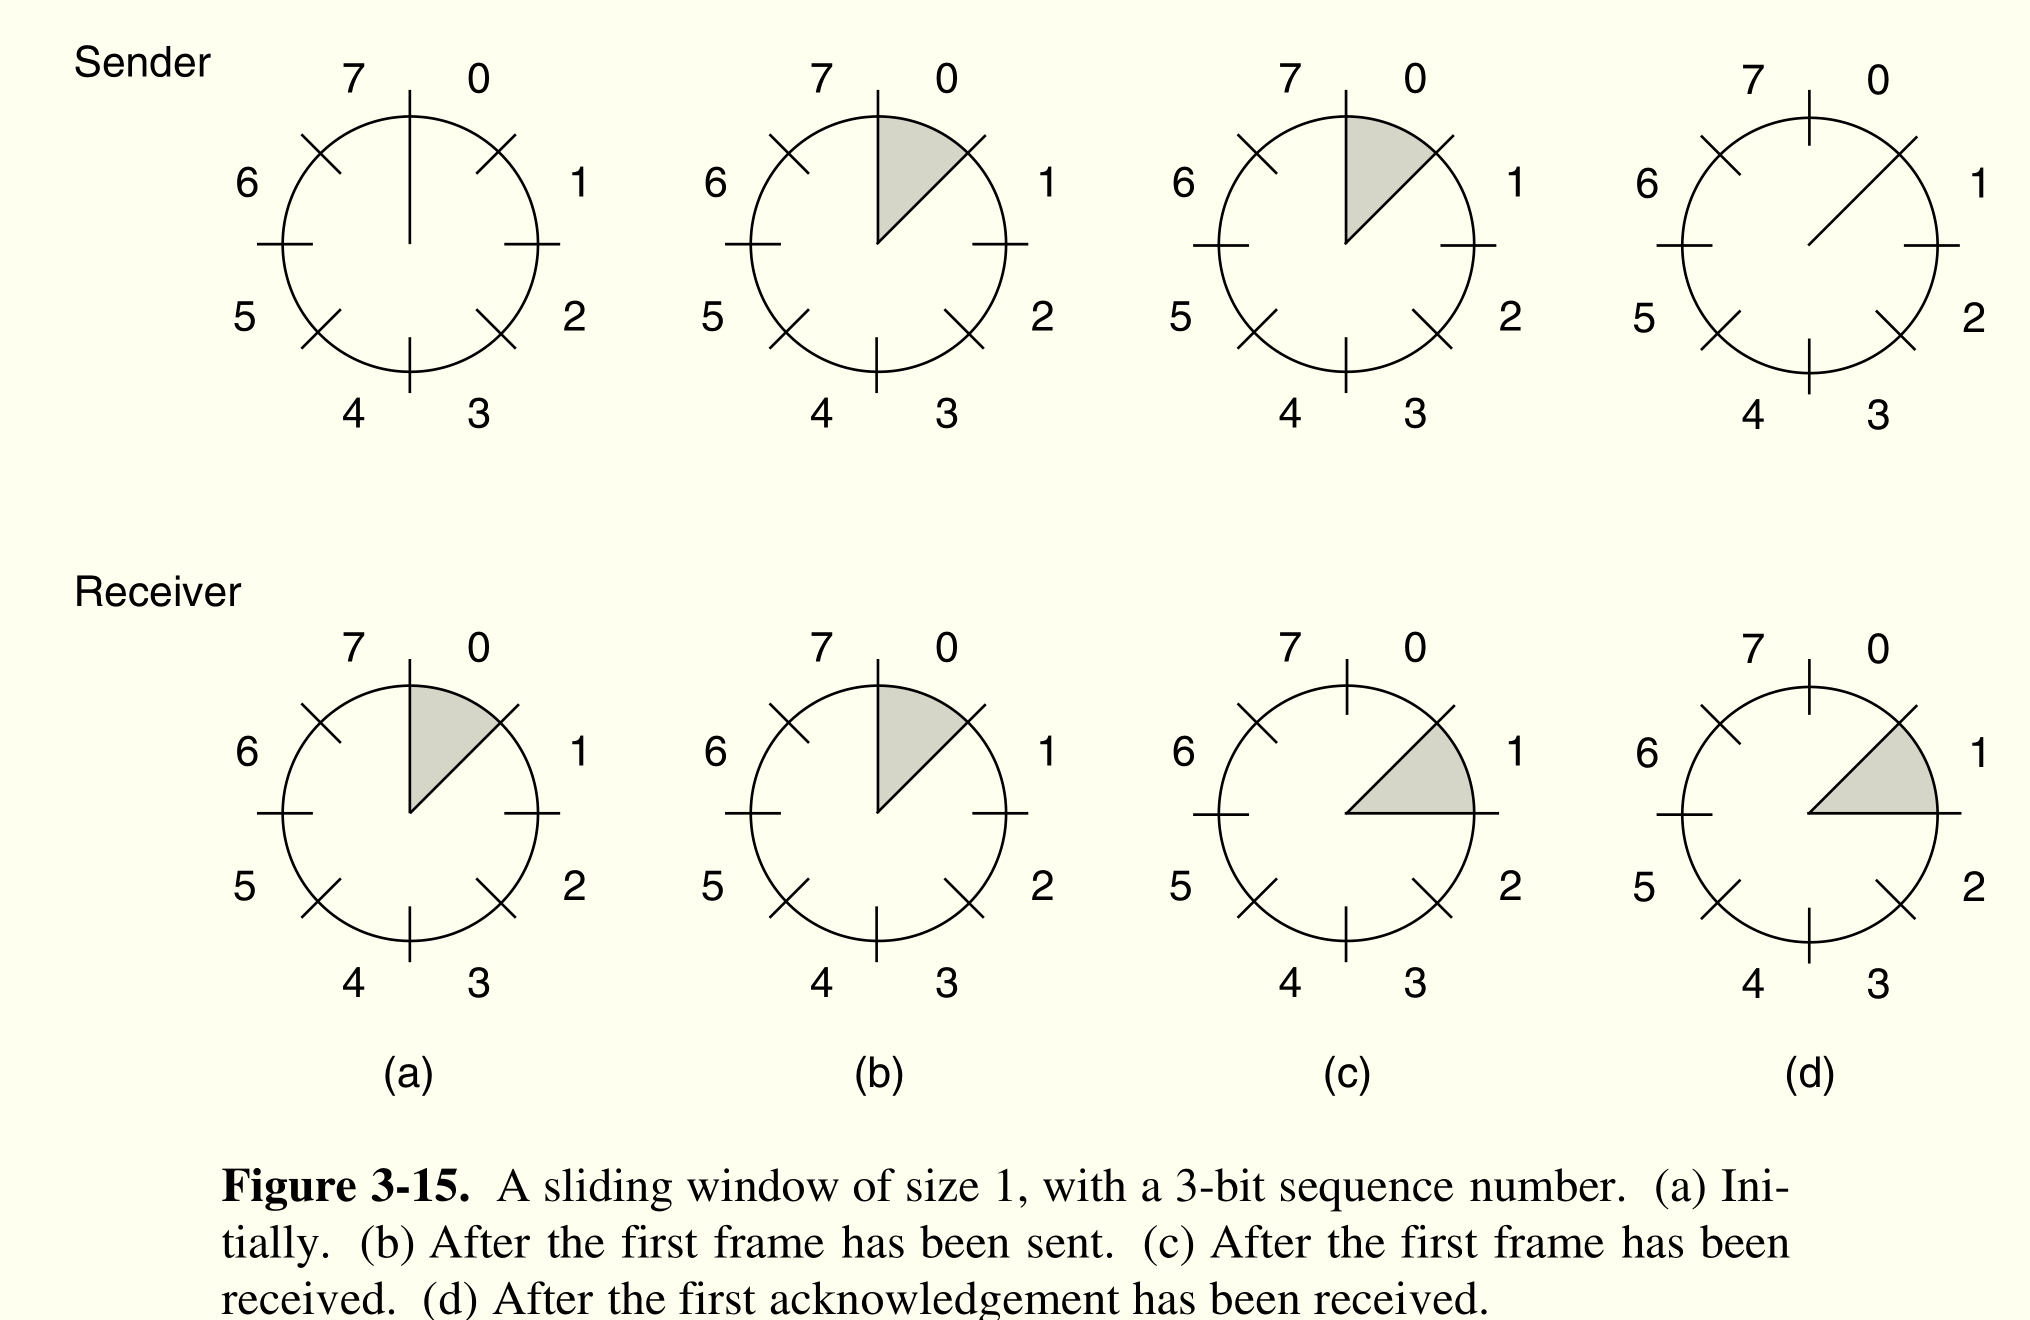 Sender
7 0 7 0 7 0 7 0
6 1 6 1 6 1 6 1
5 2 5 2 5 2 5 2
4 3 4 3 4 3 4 3
Receiver
7 0 7 0 7 0 7 0
6 1 6 1 6 1 6 1
5 2 5 2 5 2 5 2
4 3 4 3 4 3 4 3
(a) (b) (c) (d)
Figure 3-15. A sliding window of size 1, with a 3-bit sequence number. (a) Ini-
tially. (b) After the first frame has been sent. (c) After the first frame has been
received. (d) After the first acknowledgement has been received.